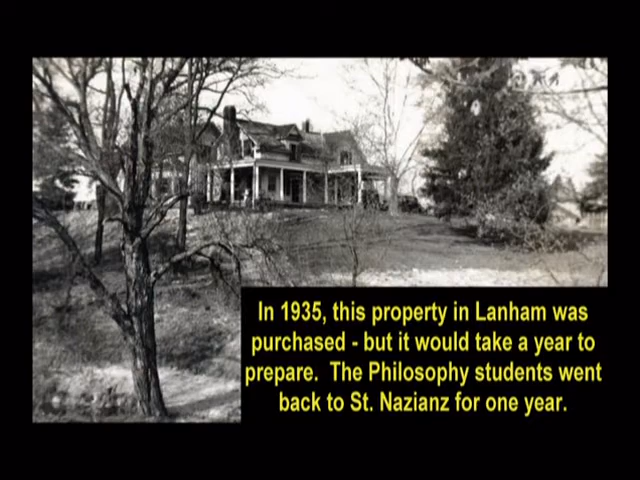 In 1935, this property in Lanham was
purchased - but it would take a year to
prepare. The Philosophy students went
back to St. Nazianz for one year.